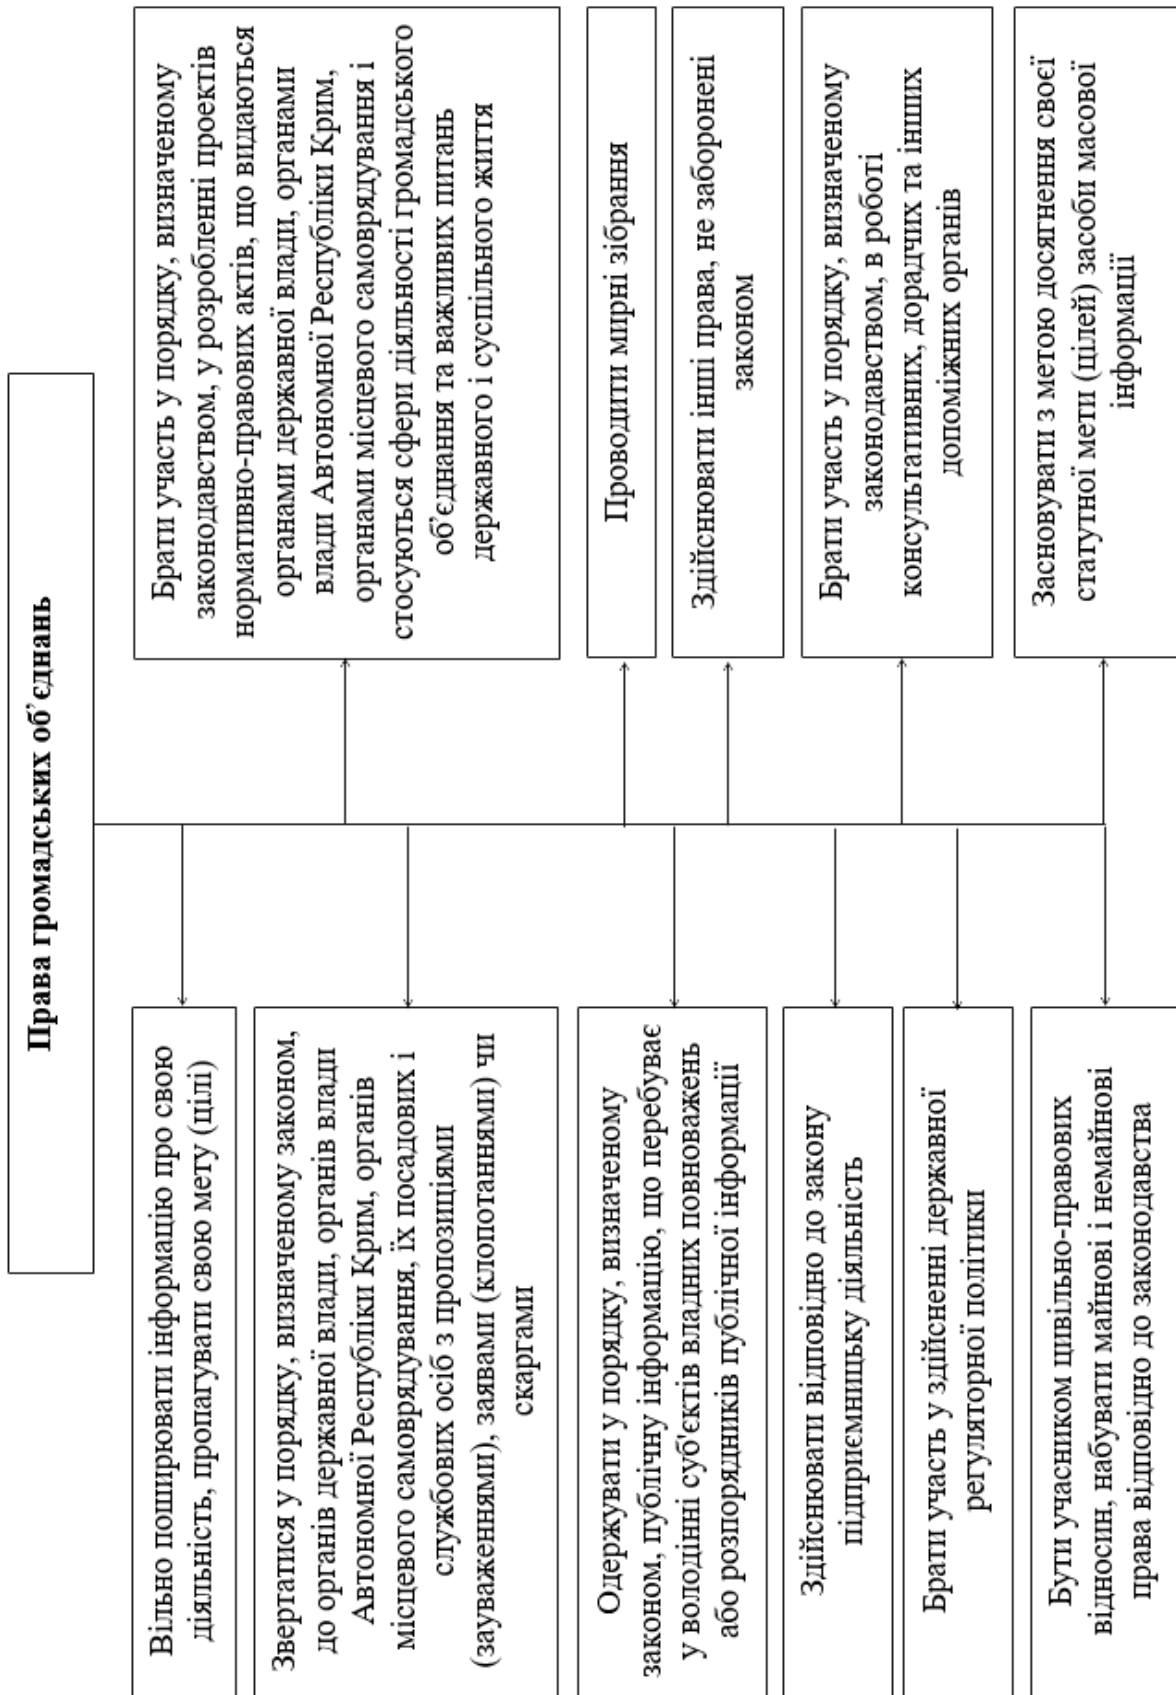 Права громадських об’єднань
Вільно поширювати інформацію про свою
діяльність, пропагувати свою мету (цілі)
Звертатися у порядку, визначеному законом,
до органів державної влади, органів влади
Автономної Республіки Крим, органів
місцевого самоврядування, їх посадових і
службових осіб з пропозиціями
(зауваженнями), заявами (клопотаннями) чи
скаргами
Одержувати у порядку, визначеному
законом, публічну інформацію, що перебуває
у володінні суб'єктів владних повноважень
або розпорядників публічної інформації
Здійснювати відповідно до закону
підприємницьку діяльність
Брати участь у здійсненні державної
регуляторної політики
Бути учасником цивільно-правових
відносин, набувати майнові і немайнові
права відповідно до законодавства
Брати участь у порядку, визначеному
законодавством, у розробленні проектів
нормативно-правових актів, що видаються
органами державної влади, органами
влади Автономної Республіки Крим,
органами місцевого самоврядування і
стосуються сфери діяльності громадського
об'єднання та важливих питань
державного і суспільного життя
Проводити мирні зібрання
Здійснювати інші права, не заборонені
законом
Брати участь у порядку, визначеному
законодавством, в роботі
консультативних, дорадчих та інших
допоміжних органів
Засновувати з метою досягнення своєї
статутної мети (цілей) засоби масової
інформації